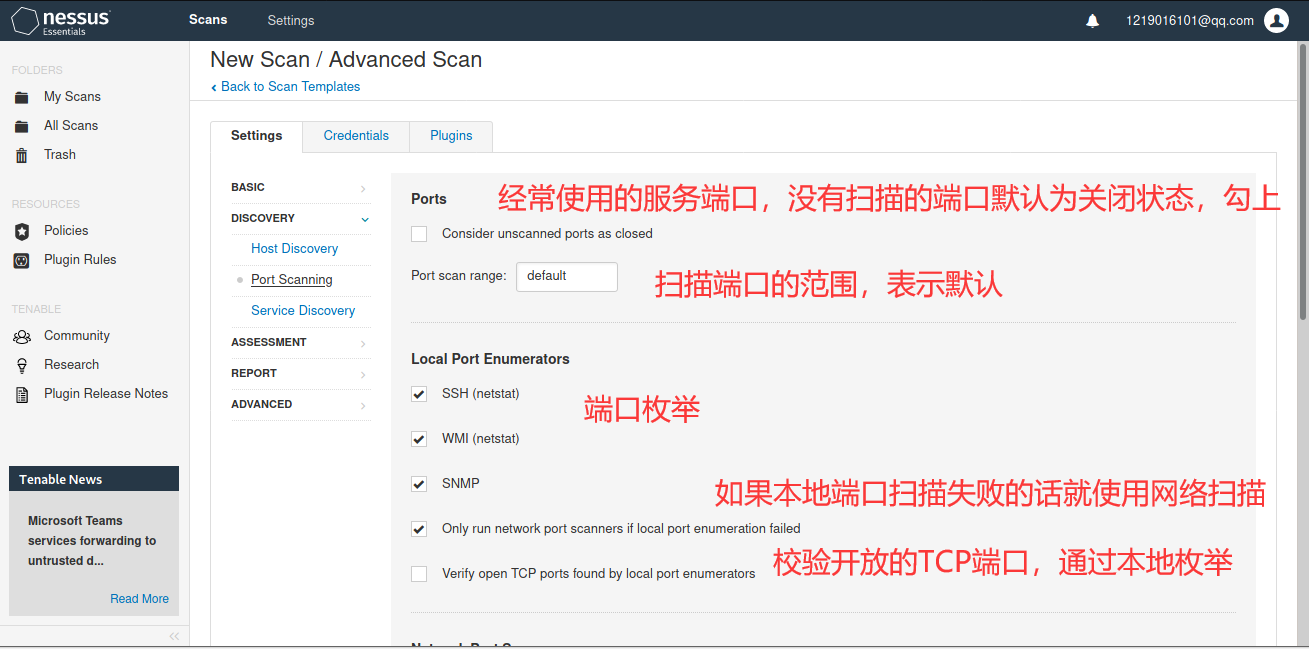 nessus
Essentials
Scans
Settings
1219016101@qq.com
FOLDERS
My Scans
All Scans
Trash
RESOURCES
Policies
Plugin Rules
TENABLE
Community
Research
Plugin Release Notes
Tenable News
Microsoft Teams
services forwarding to
untrusted d...
Read More
New Scan / Advanced Scan
Back to Scan Templates
Settings
Credentials
Plugins
BASIC
DISCOVERY
Host Discovery
Port Scanning
Service Discovery
ASSESSMENT
REPORT
ADVANCED
Ports
经常使用的服务端口，没有扫描的端口默认为关闭状态，勾上
Consider unscanned ports as closed
Port scan range: default
扫描端口的范围，表示默认
Local Port Enumerators
SSH (netstat)
端口枚举
WMI (netstat)
SNMP
如果本地端口扫描失败的话就使用网络扫描
Only run network port scanners if local port enumeration failed
校验开放的TCP端口，通过本地枚举
Verify open TCP ports found by local port enumerators